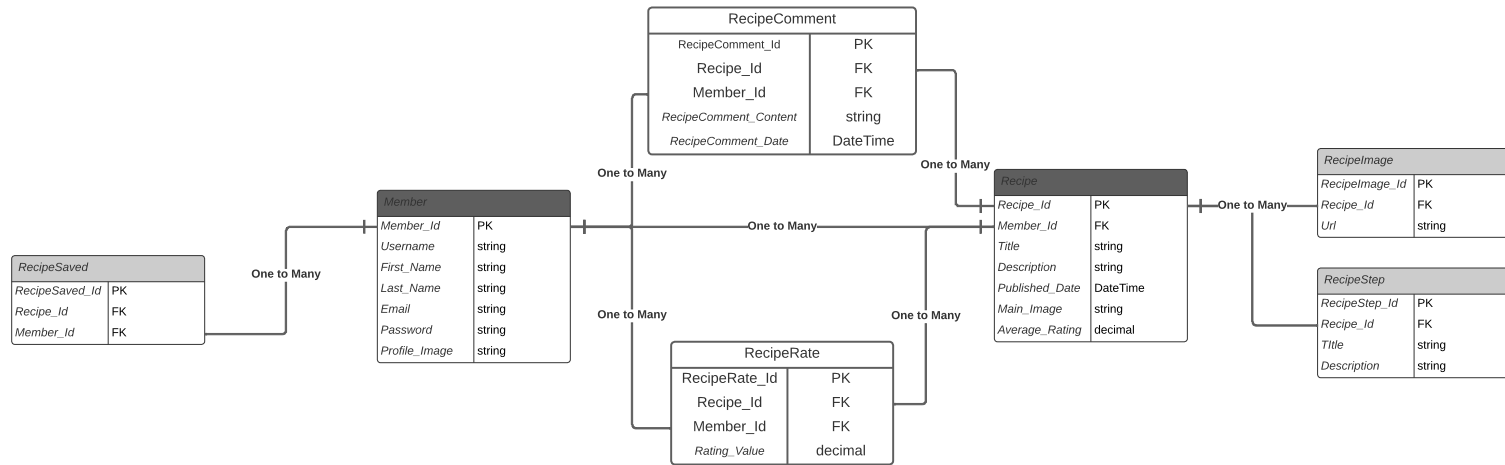 RecipeComment
RecipeComment_Id PK
Recipe_Id FK
Member_Id FK
RecipeComment_Content string
RecipeComment_Date DateTime
One to Many
One to Many
Member
Member_Id PK
Username string
First_Name string
Last_Name string
Email string
Password string
Profile_Image string
One to Many
Recipe
Recipe_Id PK
Member_Id FK
Title string
Description string
Published_Date DateTime
Main_Image string
Average_Rating decimal
One to Many
RecipeImage
RecipeImage_Id PK
Recipe_Id FK
Url string
RecipeSaved
RecipeSaved_Id PK
Recipe_Id FK
Member_Id FK
One to Many
RecipeStep
RecipeStep_Id PK
Recipe_Id FK
TItle string
Description string
One to Many
One to Many
RecipeRate
RecipeRate_Id PK
Recipe_Id FK
Member_Id FK
Rating_Value decimal